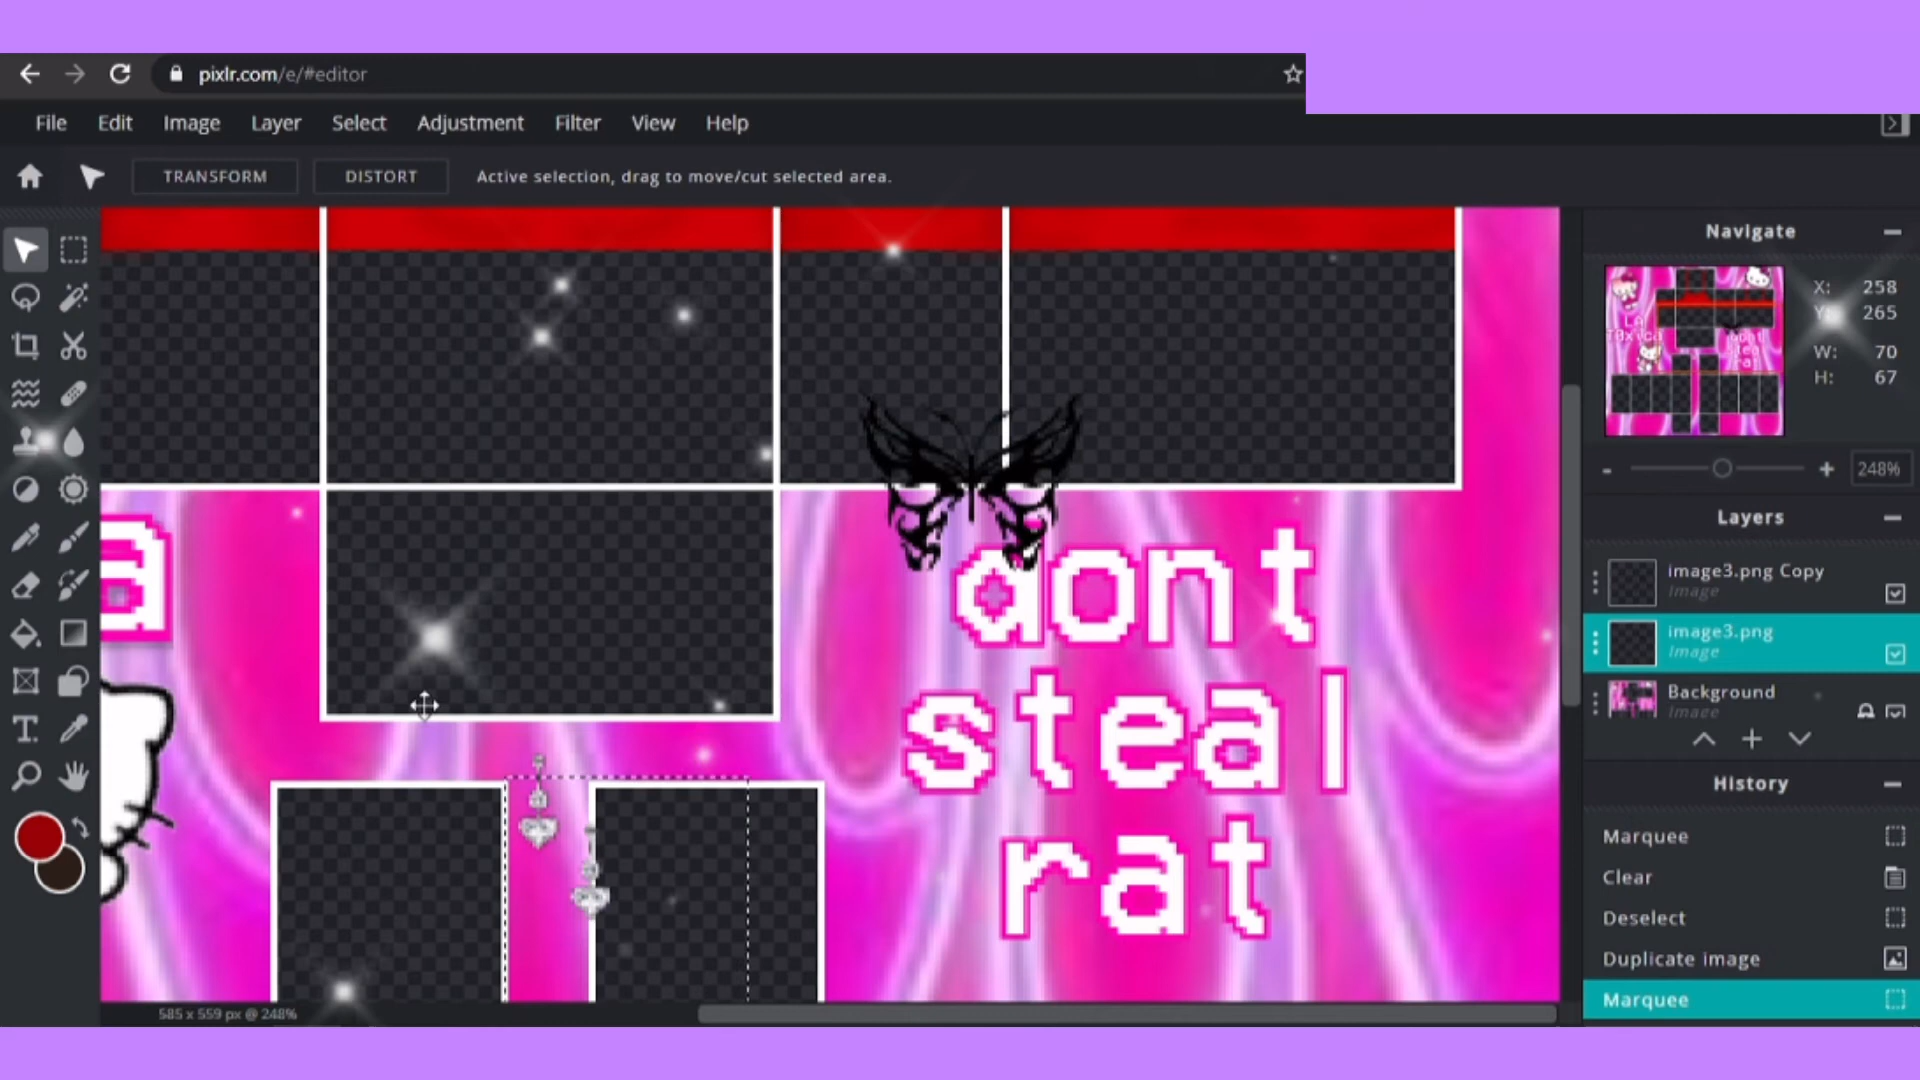 pixlr.com/e/#editor
File Edit Image Layer Select Adjustment Filter View Help
TRANSFORM DISTORT Active selection, drag to move/cut selected area.
Navigate
X: 258
Y: 265
W: 70
H: 67
- + 248%
Layers
image3.png Copy
Image
image3.png
Image
Background
Image
History
Marquee
Clear
Deselect
Duplicate image
Marquee
a
dont
steal
rat
585 x 559 px @ 248%